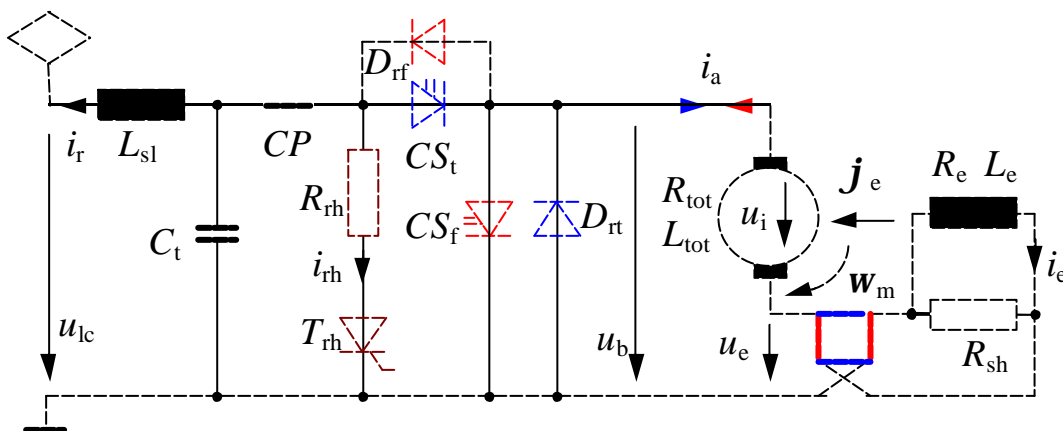 D_rf
i_a
i_r
L_sl
CP
CS_t
R_rh
CS_f
D_rt
R_tot
L_tot
u_i
j_e
R_e L_e
C_t
i_rh
w_m
i_e
u_lc
T_rh
u_b
u_e
R_sh